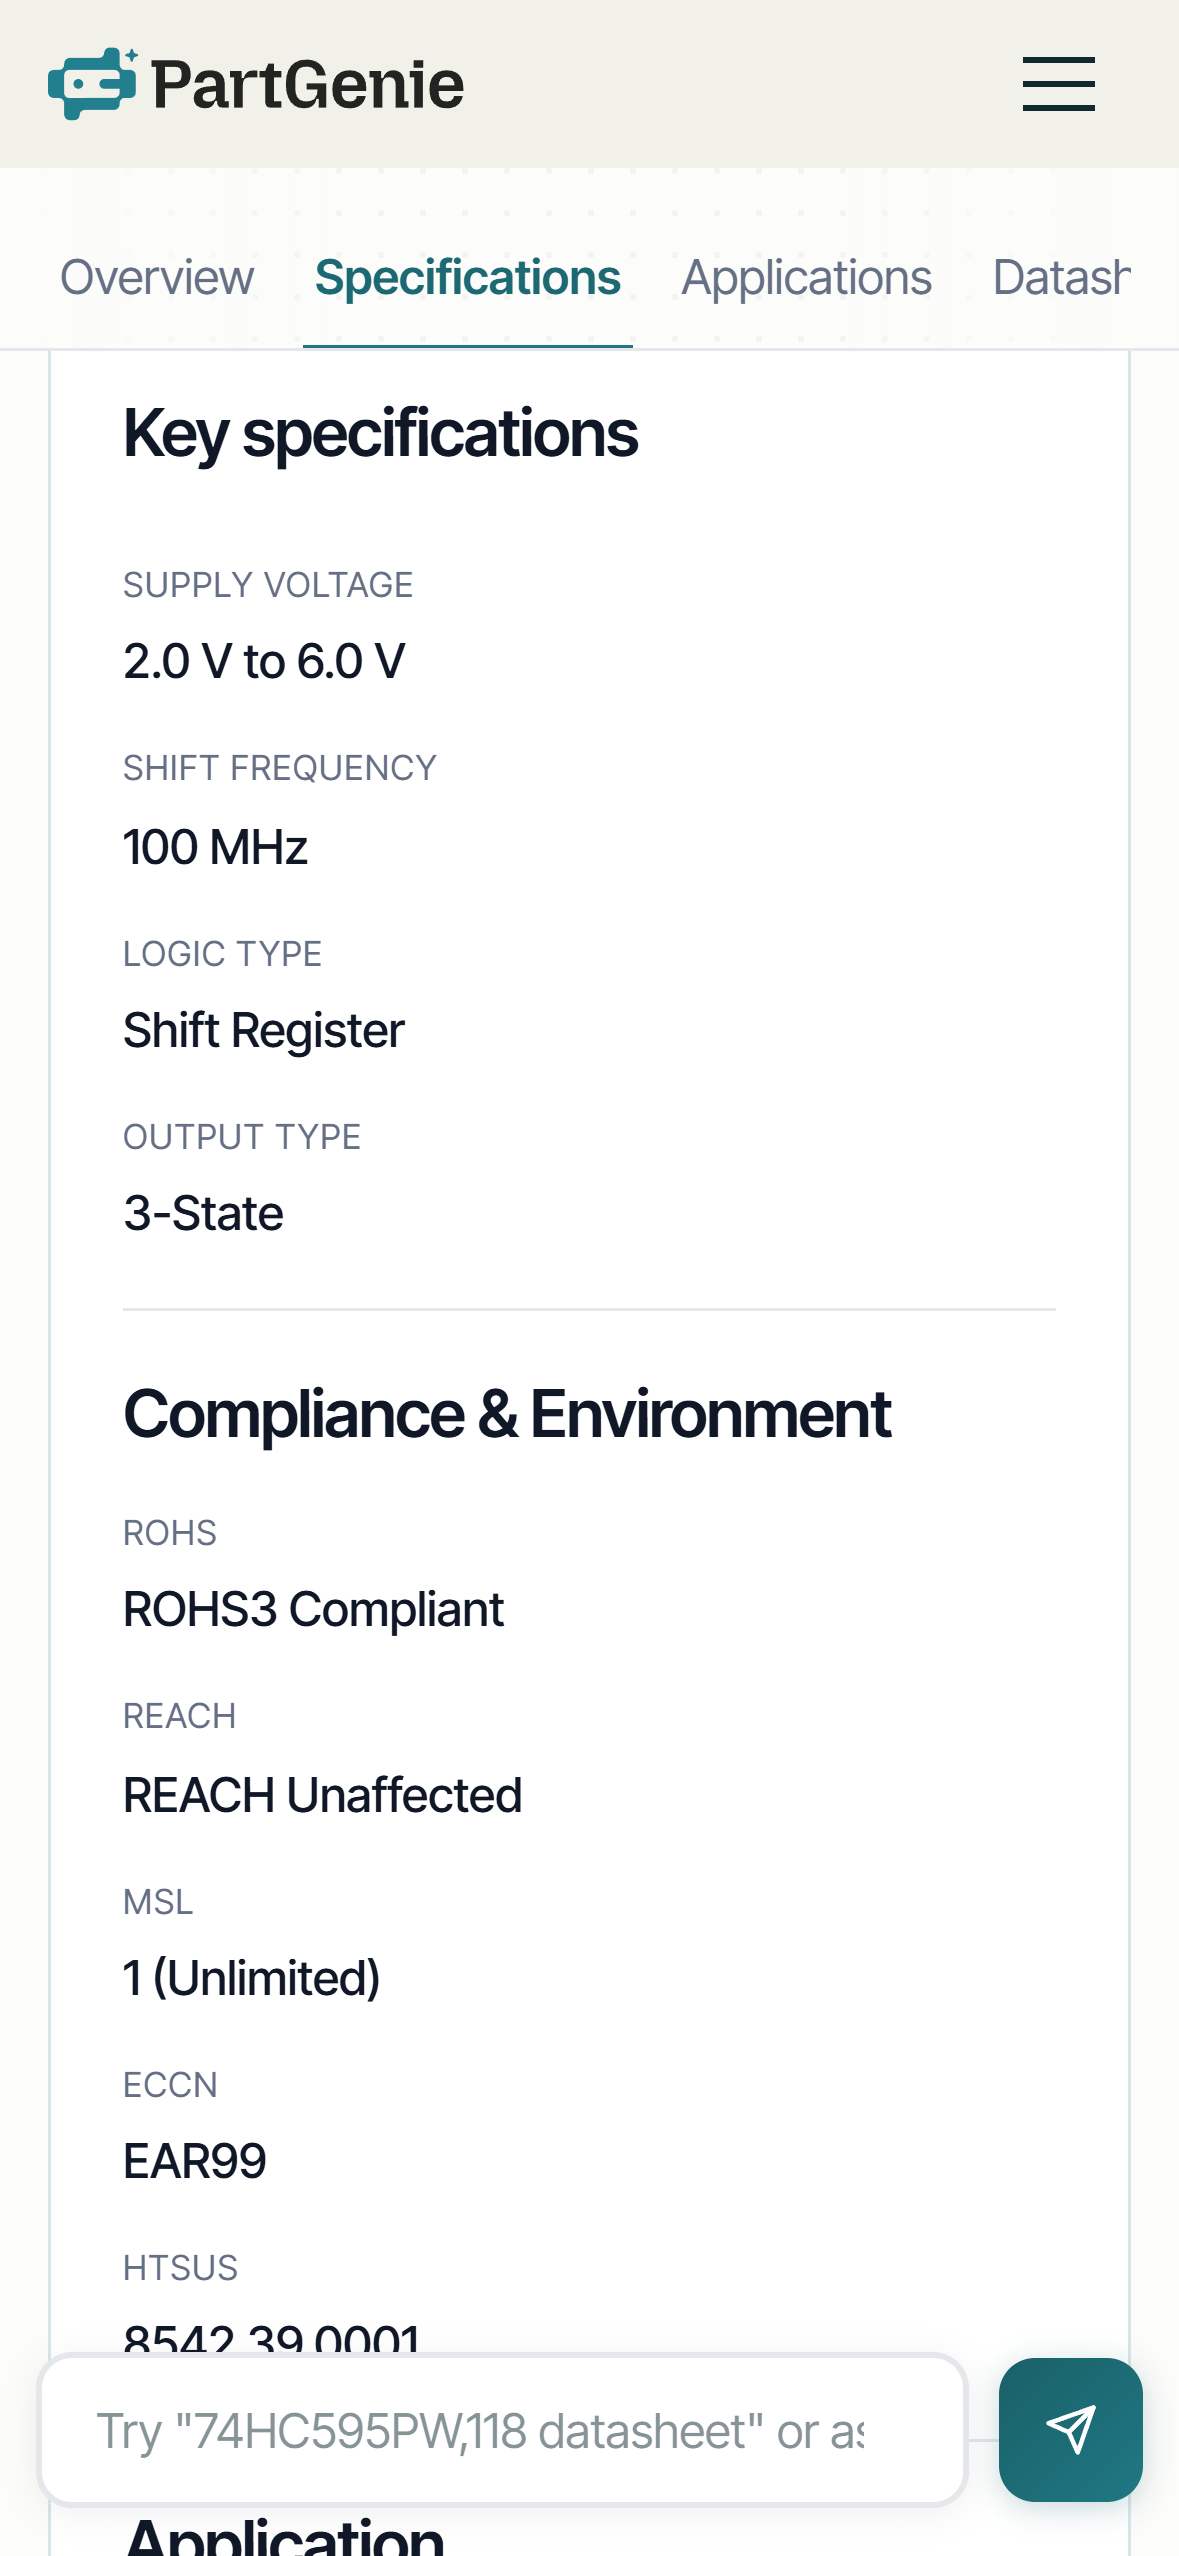 PartGenie
Overview Specifications Applications Datash
Key specifications
SUPPLY VOLTAGE
2.0 V to 6.0 V
SHIFT FREQUENCY
100 MHz
LOGIC TYPE
Shift Register
OUTPUT TYPE
3-State
Compliance & Environment
ROHS
ROHS3 Compliant
REACH
REACH Unaffected
MSL
1 (Unlimited)
ECCN
EAR99
HTSUS
8542.39.0001
Try "74HC595PW,118 datasheet" or as
Application